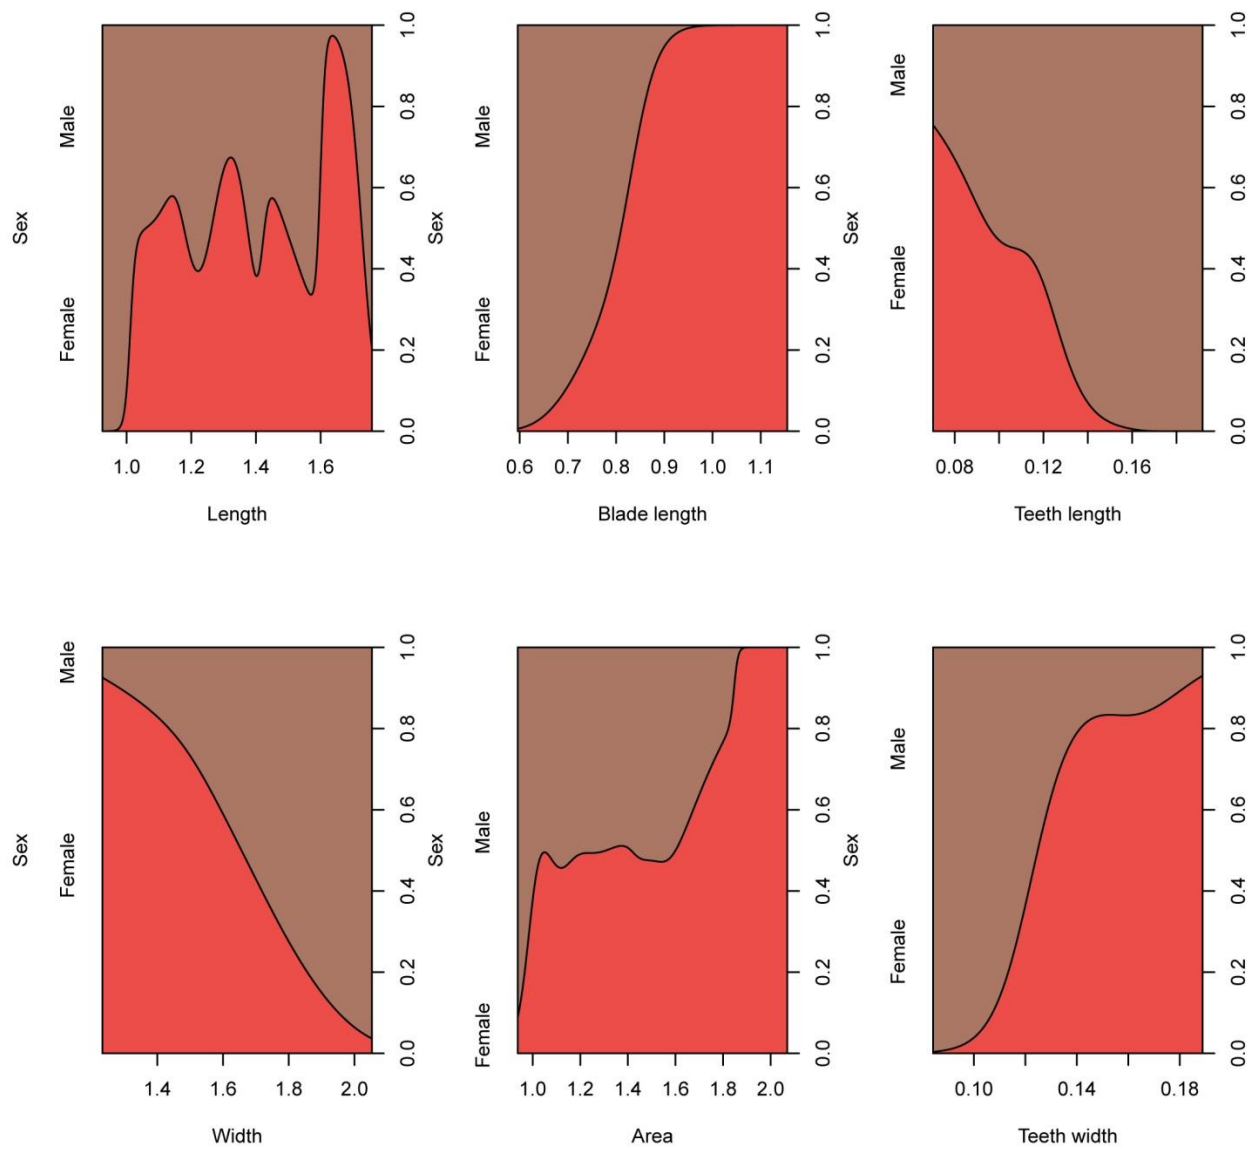 Sex
Female
Male
0.0
0.2
0.4
0.6
0.8
1.0
1.0 1.2 1.4 1.6
Length
Sex
Female
Male
0.0
0.2
0.4
0.6
0.8
1.0
0.6 0.7 0.8 0.9 1.0 1.1
Blade length
Sex
Female
Male
0.0
0.2
0.4
0.6
0.8
1.0
0.08 0.12 0.16
Teeth length
Sex
Female
Male
0.0
0.2
0.4
0.6
0.8
1.0
1.4 1.6 1.8 2.0
Width
Sex
Female
Male
0.0
0.2
0.4
0.6
0.8
1.0
1.0 1.2 1.4 1.6 1.8 2.0
Area
Sex
Female
Male
0.0
0.2
0.4
0.6
0.8
1.0
0.10 0.14 0.18
Teeth width